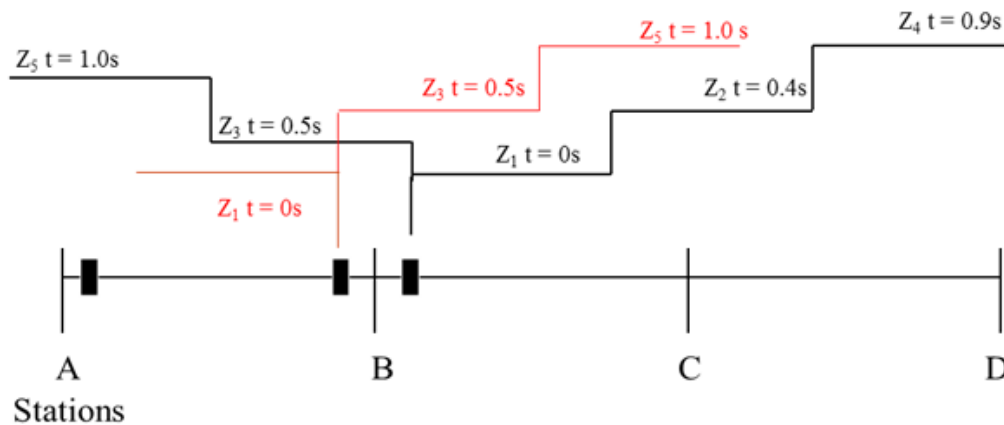 Z₅ t = 1.0s
Z₃ t = 0.5s
Z₁ t = 0s
Z₂ t = 0.4s
Z₄ t = 0.9s
Z₅ t = 1.0 s
Z₃ t = 0.5s
Z₁ t = 0s
A
B
C
D
Stations